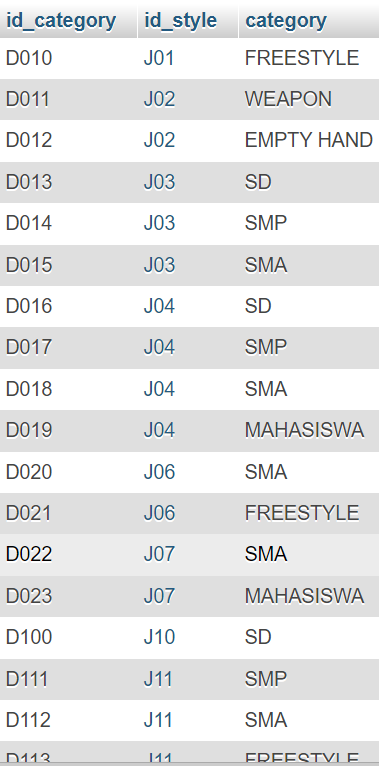 id_category id_style category
D010 J01 FREESTYLE
D011 J02 WEAPON
D012 J02 EMPTY HAND
D013 J03 SD
D014 J03 SMP
D015 J03 SMA
D016 J04 SD
D017 J04 SMP
D018 J04 SMA
D019 J04 MAHASISWA
D020 J06 SMA
D021 J06 FREESTYLE
D022 J07 SMA
D023 J07 MAHASISWA
D100 J10 SD
D111 J11 SMP
D112 J11 SMA
D113 J11 FREESTYLE